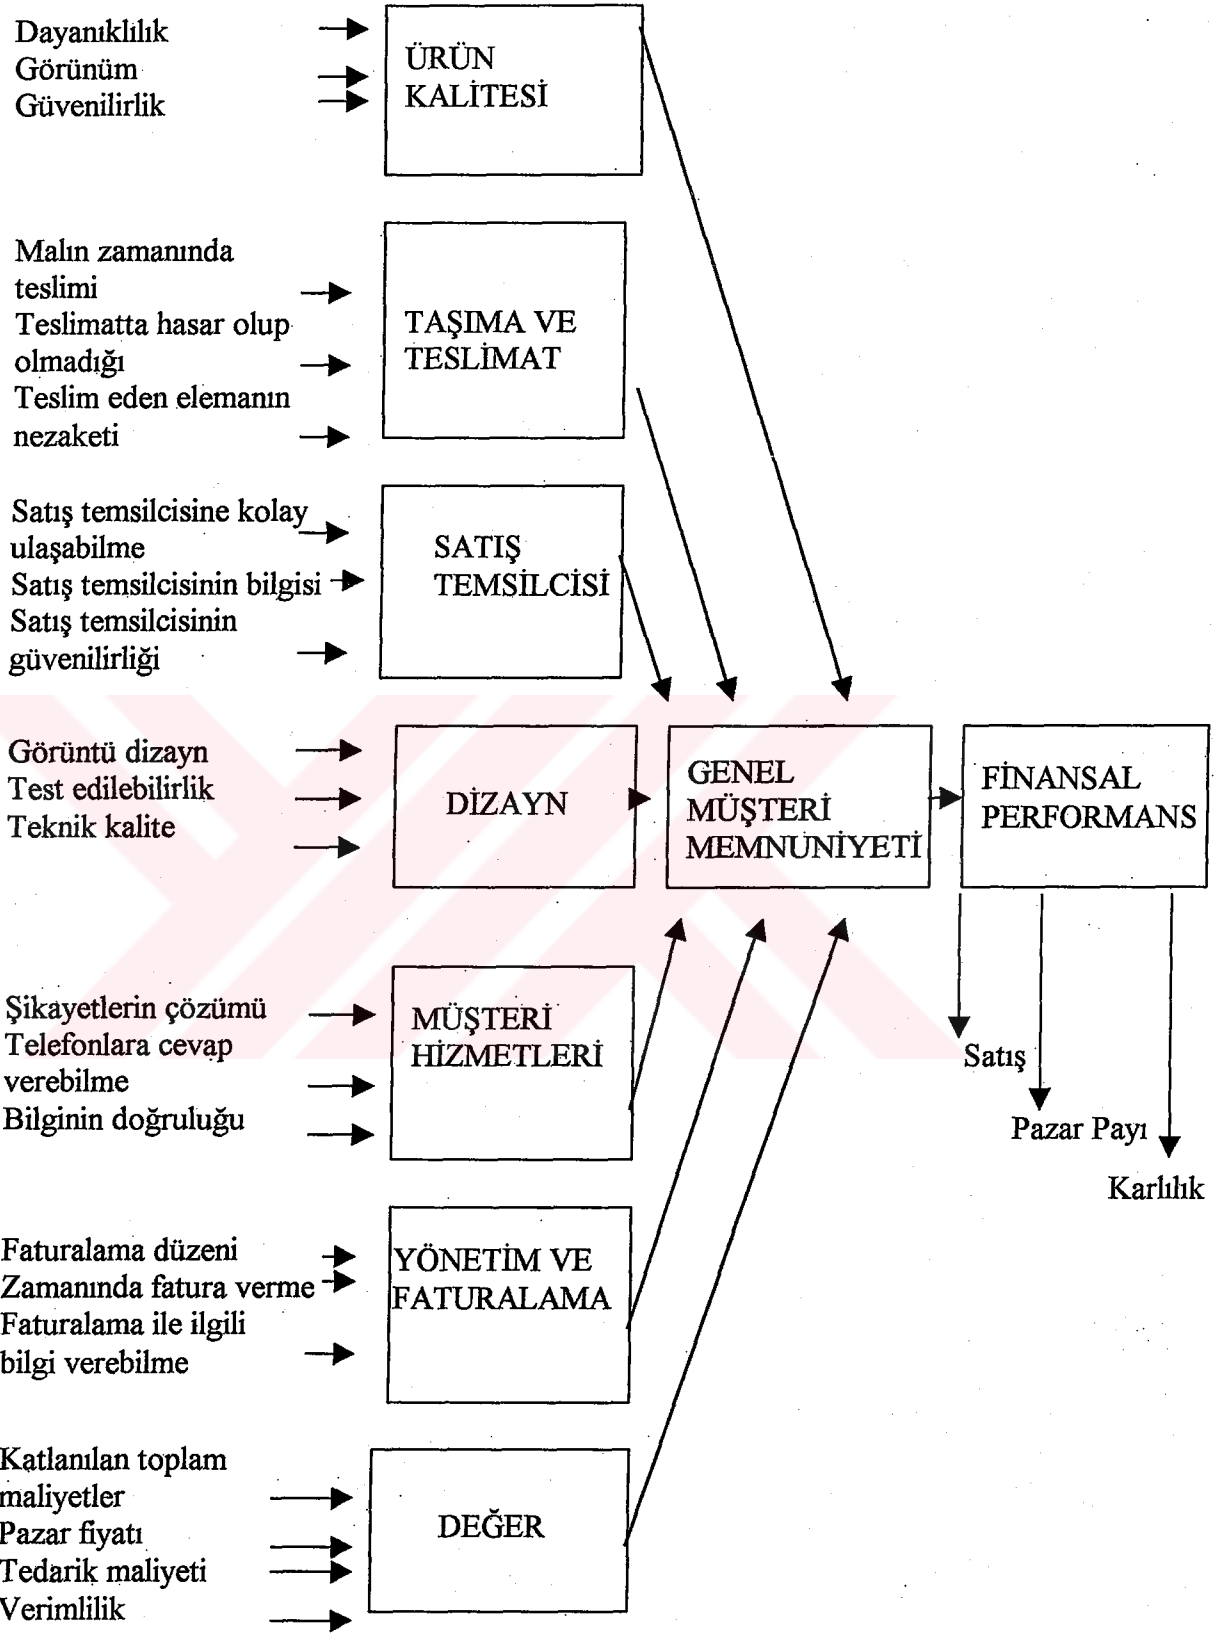 Dayanıklılık
Görünüm
Güvenilirlik
ÜRÜN
KALİTESİ
Malın zamanında
teslimi
Teslimatta hasar olup
olmadığı
Teslim eden elemanın
nezaketi
TAŞIMA VE
TESLİMAT
Satış temsilcisine kolay
ulaşabilme
Satış temsilcisinin bilgisi
Satış temsilcisinin
güvenilirliği
SATIŞ
TEMSİLCİSİ
Görüntü dizayn
Test edilebilirlik
Teknik kalite
DİZAYN
GENEL
MÜŞTERİ
MEMNUNİYETİ
FİNANSAL
PERFORMANS
Satış
Pazar Payı
Karlılık
Şikayetlerin çözümü
Telefonlara cevap
verebilme
Bilginin doğruluğu
MÜŞTERİ
HİZMETLERİ
Faturalama düzeni
Zamanında fatura verme
Faturalama ile ilgili
bilgi verebilme
YÖNETİM VE
FATURALAMA
Katlanılan toplam
maliyetler
Pazar fiyatı
Tedarik maliyeti
Verimlilik
DEĞER